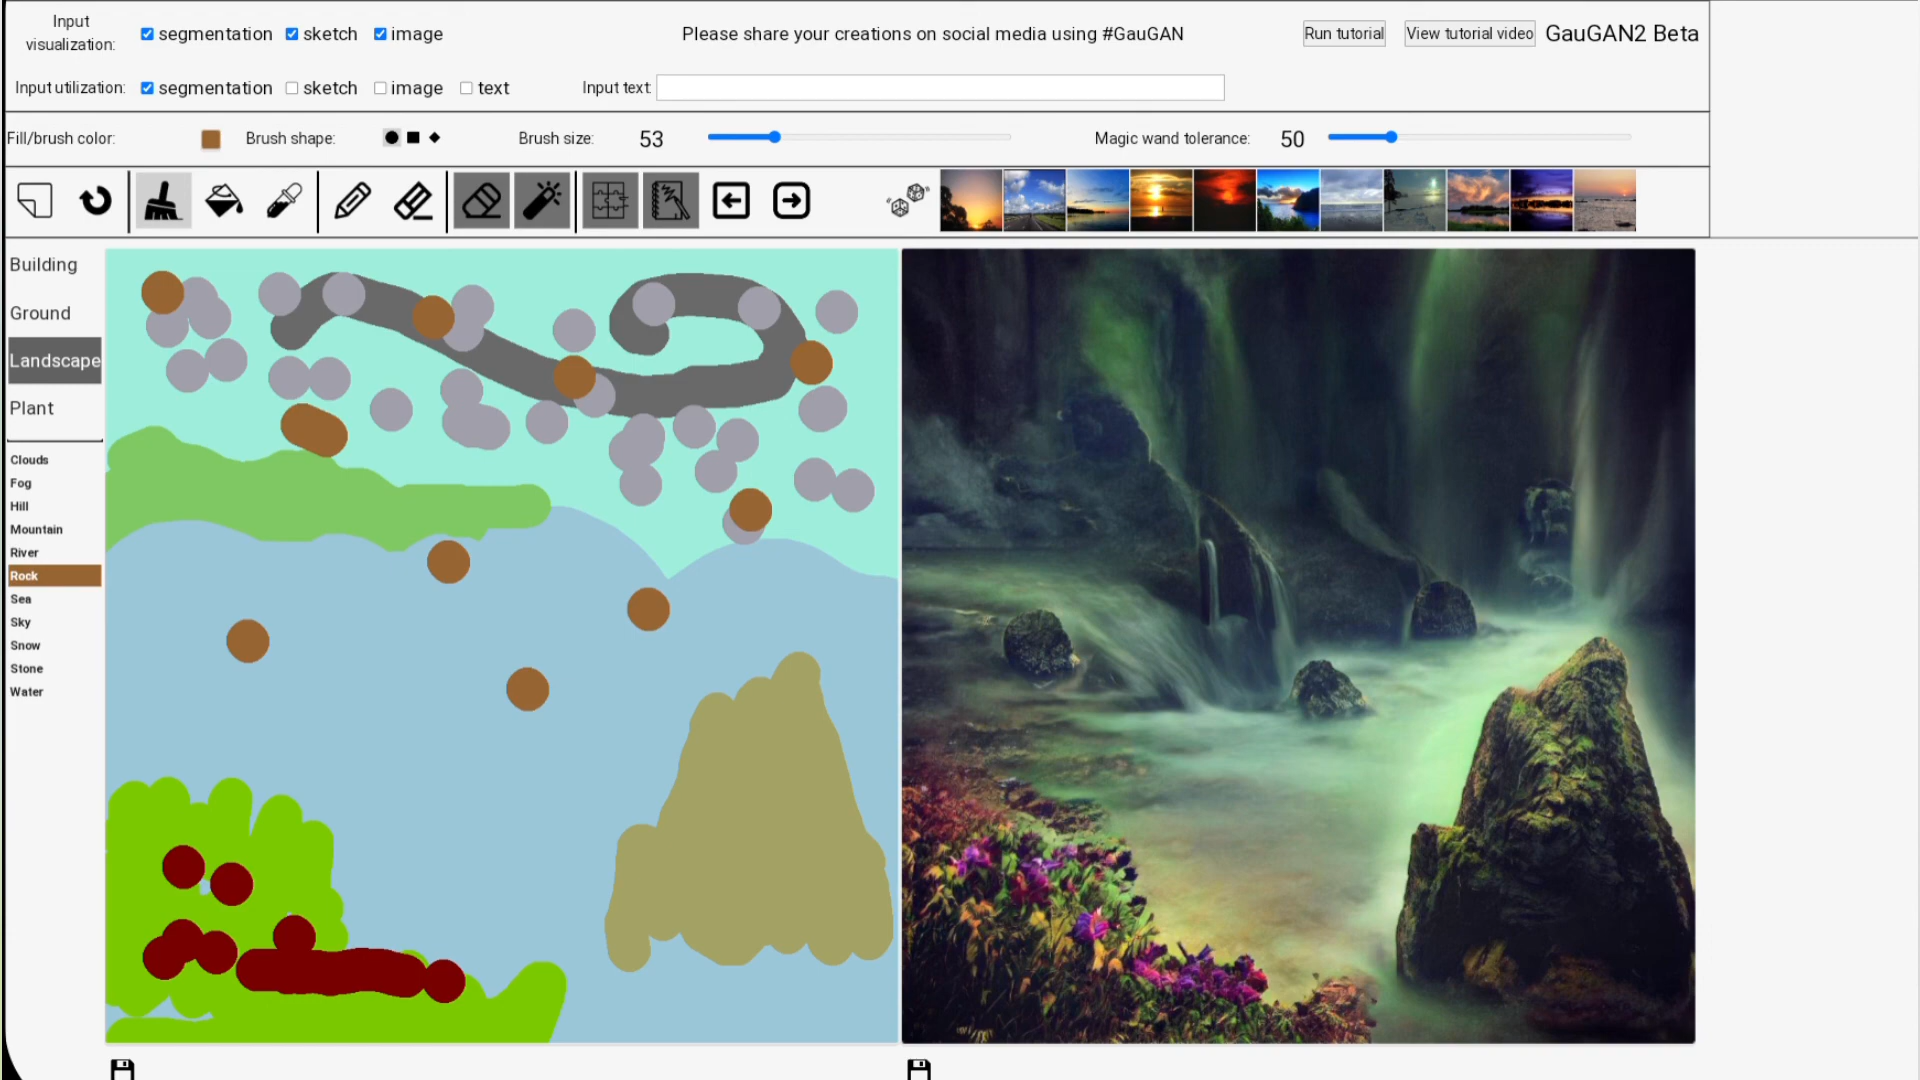 Input visualization: segmentation sketch image Please share your creations on social media using #GauGAN Run tutorial View tutorial video GauGAN2 Beta
Input utilization: segmentation sketch image text Input text:
Fill/brush color: Brush shape: Brush size: 53 Magic wand tolerance: 50
Building
Ground
Landscape
Plant
Clouds
Fog
Hill
Mountain
River
Rock
Sea
Sky
Snow
Stone
Water